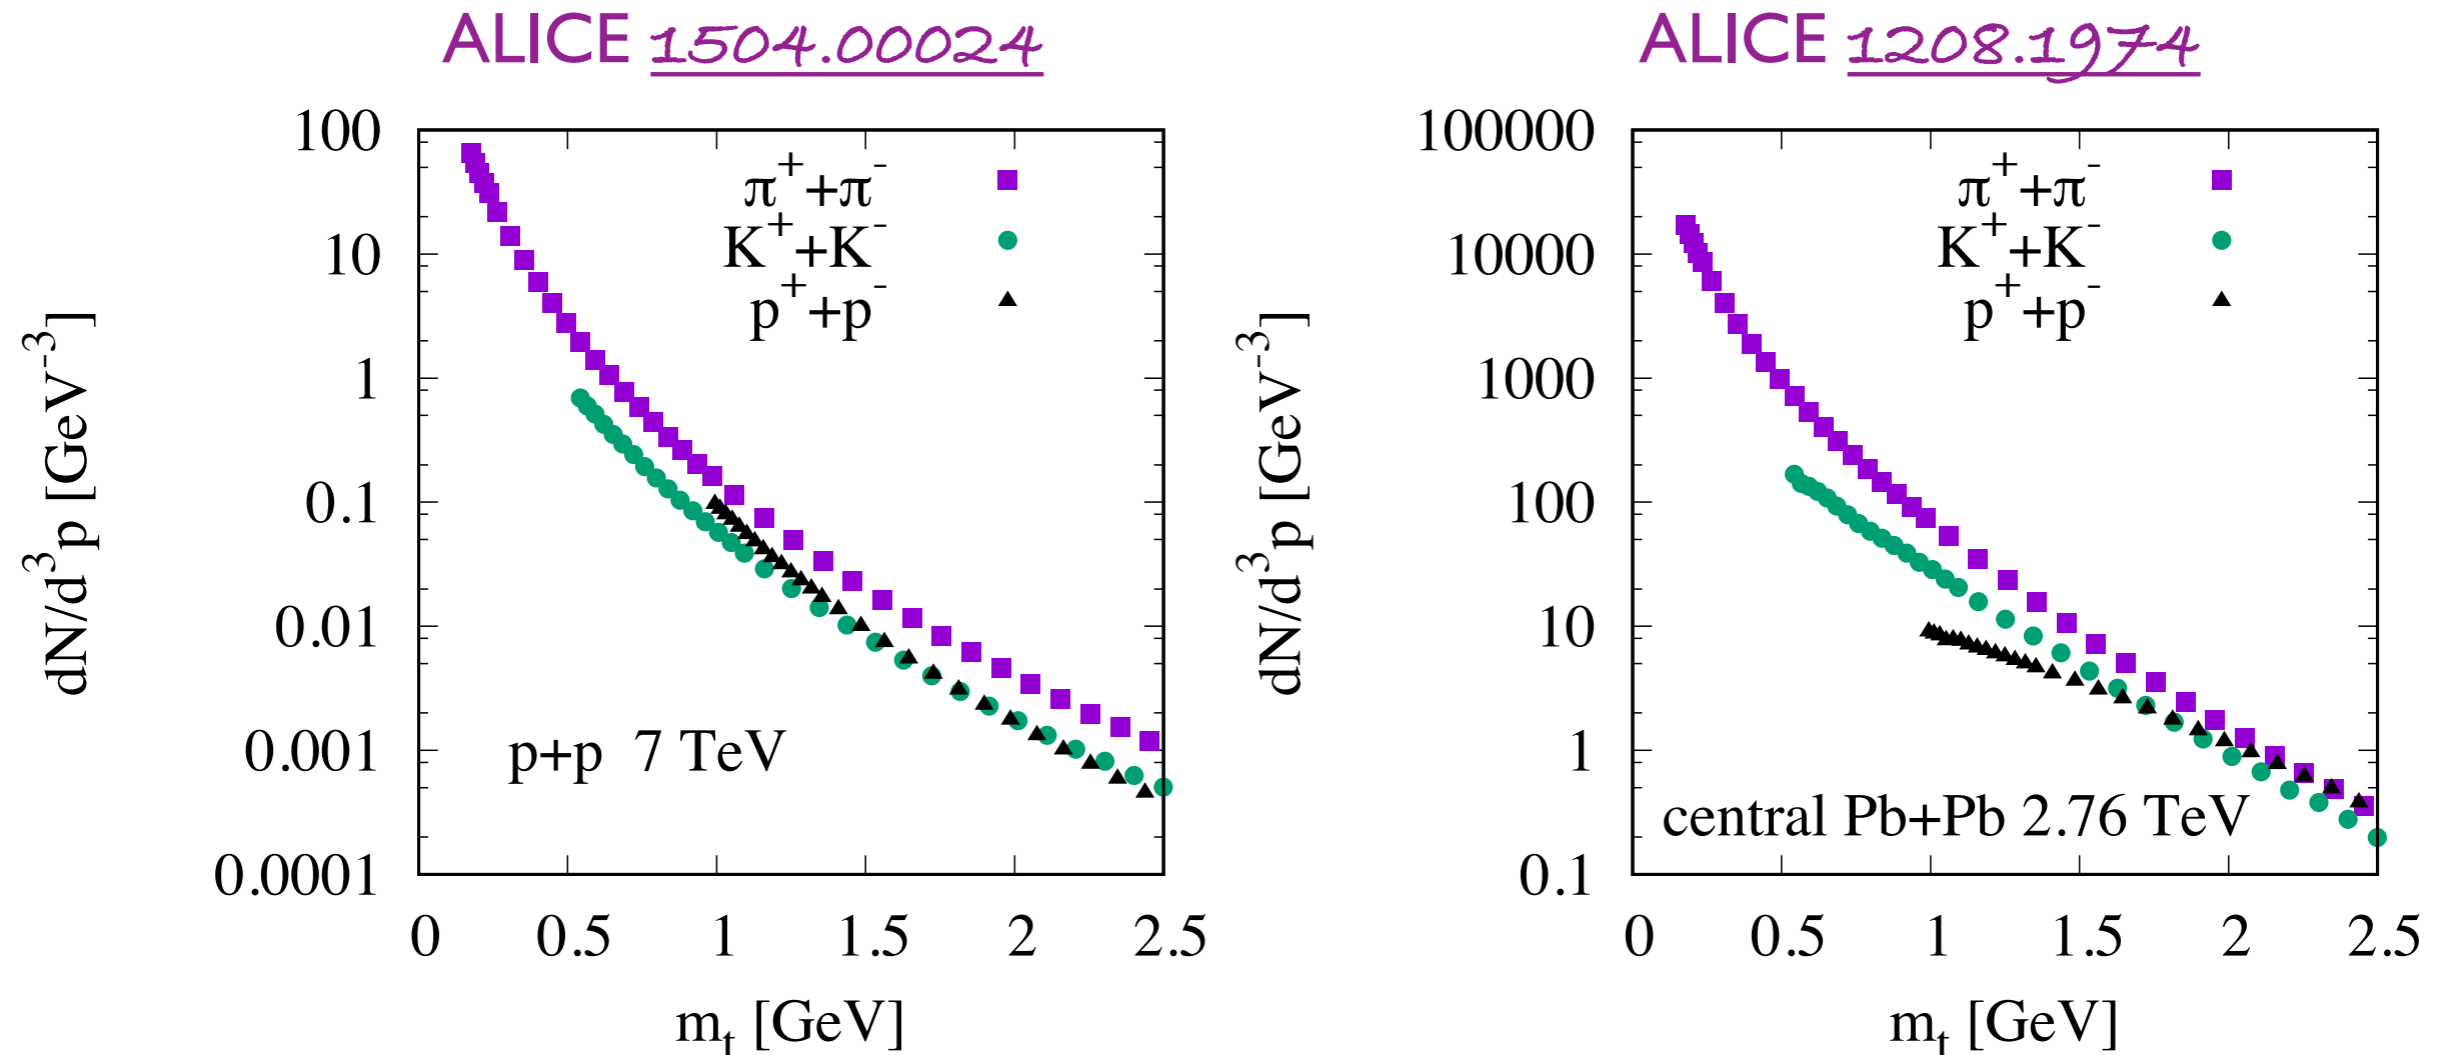 ALICE 1504.00024
100
10
1
0.1
0.01
0.001
0.0001
dN/d³p [GeV⁻³]
π⁺+π⁻
K⁺+K⁻
p⁺+p⁻
p+p 7 TeV
0 0.5 1 1.5 2 2.5
mₜ [GeV]
ALICE 1208.1974
100000
10000
1000
100
10
1
0.1
dN/d³p [GeV⁻³]
π⁺+π⁻
K⁺+K⁻
p⁺+p⁻
central Pb+Pb 2.76 TeV
0 0.5 1 1.5 2 2.5
mₜ [GeV]